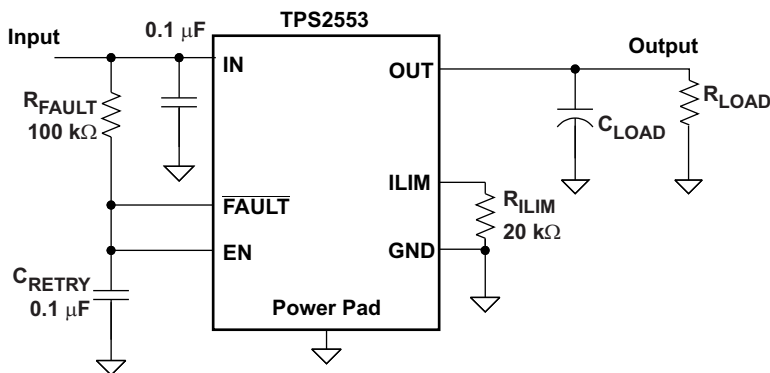 TPS2553
Input
0.1 μF
IN
OUT
Output
R_FAULT
100 kΩ
C_LOAD
R_LOAD
ILIM
FAULT
R_ILIM
20 kΩ
EN
GND
C_RETRY
0.1 μF
Power Pad